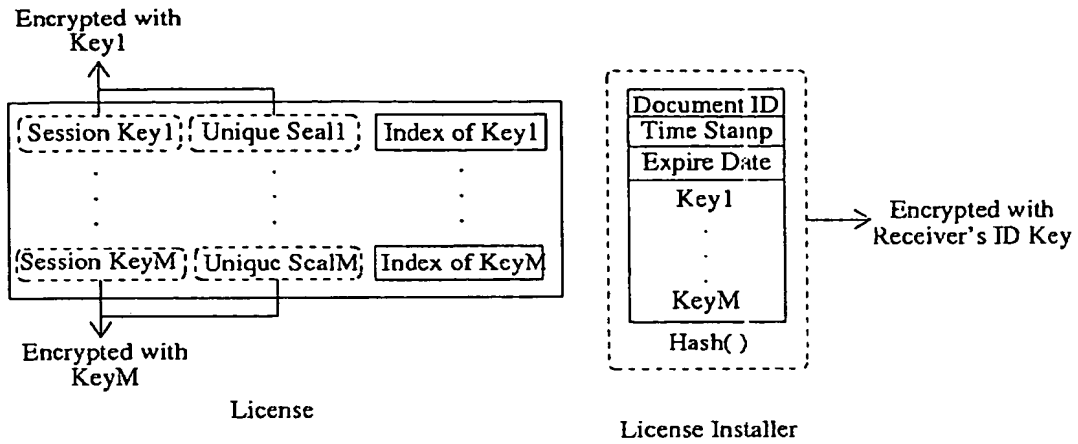 Encrypted with
Key1
Session Key1 Unique Seal1 Index of Key1
Session KeyM Unique SealM Index of KeyM
Encrypted with
KeyM
License
Document ID
Time Stamp
Expire Date
Key1
KeyM
Hash( )
Encrypted with
Receiver's ID Key
License Installer